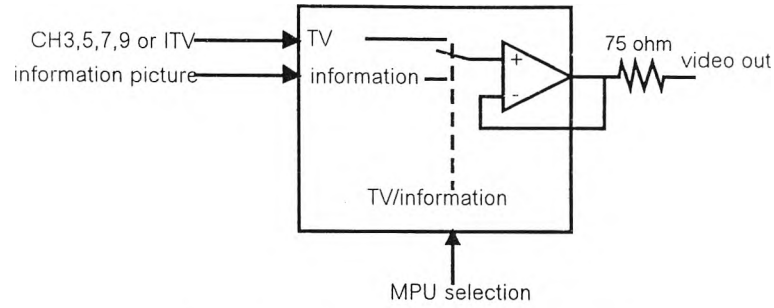 CH3,5,7,9 or ITV
TV
75 ohm
video out
information picture
information
+
-
TV/information
MPU selection